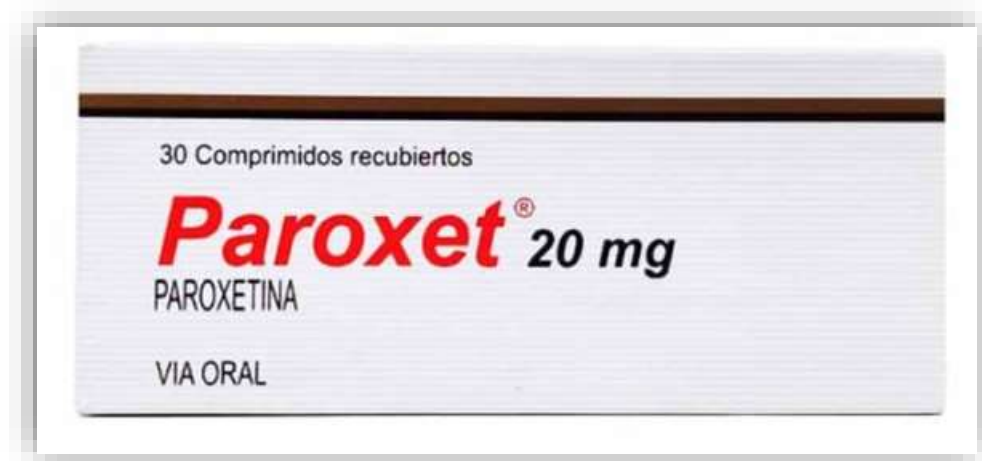 30 Comprimidos recubiertos
Paroxet® 20 mg
PAROXETINA
VIA ORAL